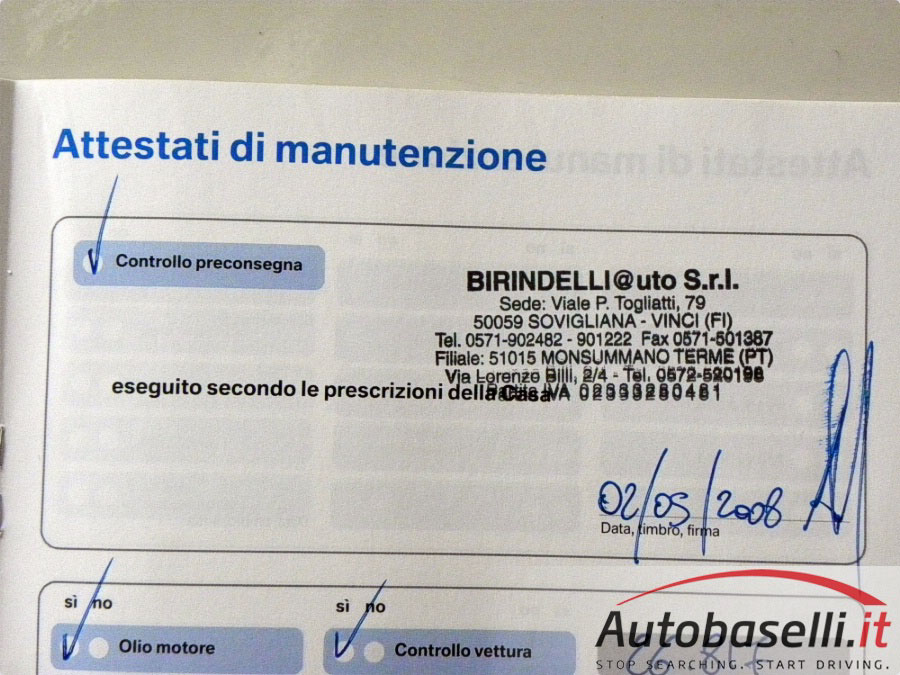 Attestati di manutenzione
Controllo preconsegna
BIRINDELLI@uto S.r.l.
Sede: Viale P. Togliatti, 79
50059 SOVIGLIANA - VINCI (FI)
Tel. 0571-902482 - 901222 Fax 0571-501387
Filiale: 51015 MONSUMMANO TERME (PT)
Via Lorenzo Billi, 2/4 - Tel. 0572-520198
eseguito secondo le prescrizioni della Casa
02/05/2008
Data, timbro, firma
sì no
sì no
Olio motore
Controllo vettura
Autobaselli.it
STOP SEARCHING. START DRIVING.